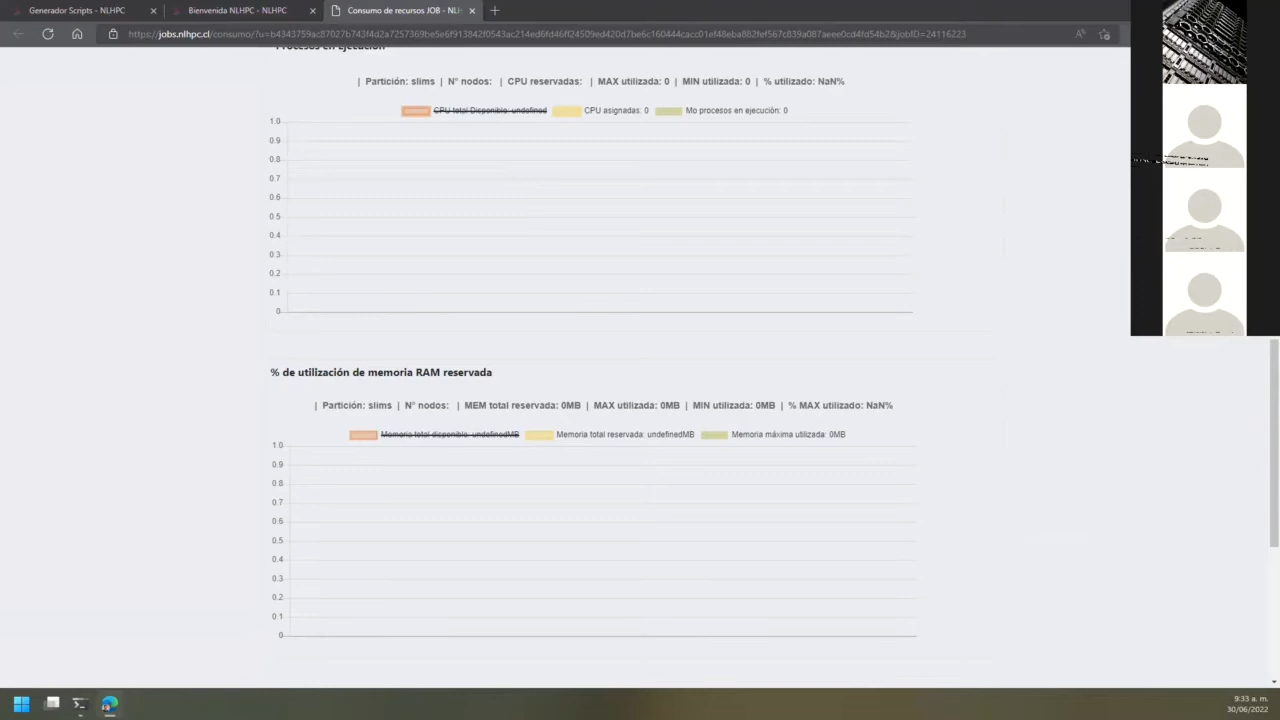 Generador Scripts - NLHPC
Bienvenida NLHPC - NLHPC
Consumo de recursos JOB - NLH
https://jobs.nlhpc.cl/consumo/?u=b4343759ac87027b743f4d2a7257369be5e6f913842f0543ac214ed6fd46ff24509ed420d7be6c160444cacc01ef48eba882fef567c839a087aeee0cd4fd54b2&jobID=24116223
Procesos en ejecución
| Partición: slims | N° nodos: | CPU reservadas: | MAX utilizada: 0 | MIN utilizada: 0 | % utilizado: NaN%
CPU total Disponible: undefined CPU asignadas: 0 Mo procesos en ejecución: 0
1.0
0.9
0.8
0.7
0.6
0.5
0.4
0.3
0.2
0.1
0
% de utilización de memoria RAM reservada
| Partición: slims | N° nodos: | MEM total reservada: 0MB | MAX utilizada: 0MB | MIN utilizada: 0MB | % MAX utilizada: NaN%
Memoria total disponible: undefinedMB Memoria total reservada: undefinedMB Memoria máxima utilizada: 0MB
1.0
0.9
0.8
0.7
0.6
0.5
0.4
0.3
0.2
0.1
0
9:33 a. m.
30/06/2022